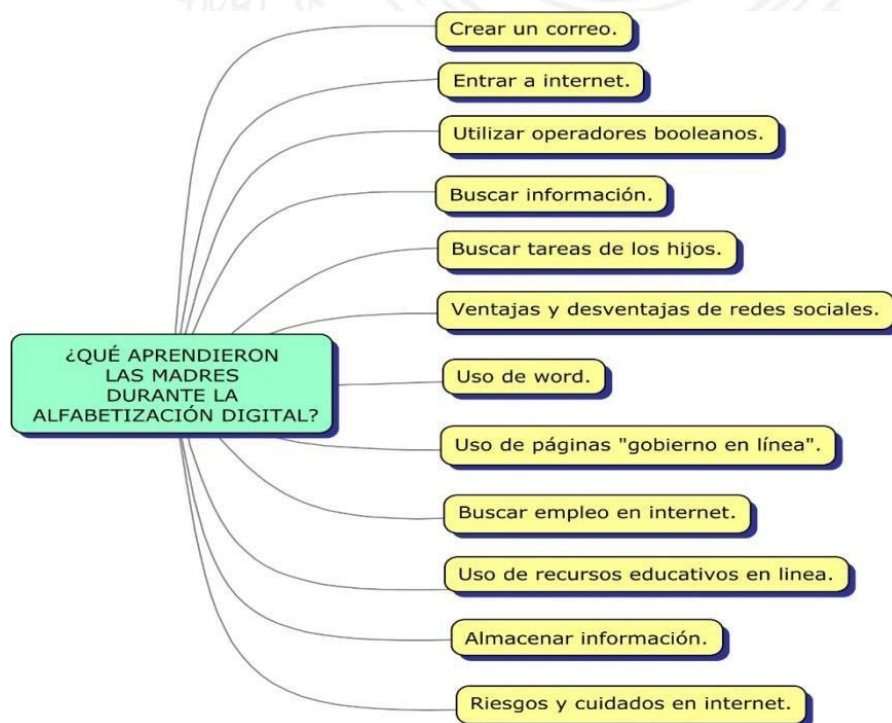 Crear un correo.
Entrar a internet.
Utilizar operadores booleanos.
Buscar información.
Buscar tareas de los hijos.
Ventajas y desventajas de redes sociales.
¿QUÉ APRENDIERON
LAS MADRES
DURANTE LA
ALFABETIZACIÓN DIGITAL?
Uso de word.
Uso de páginas "gobierno en línea".
Buscar empleo en internet.
Uso de recursos educativos en linea.
Almacenar información.
Riesgos y cuidados en internet.